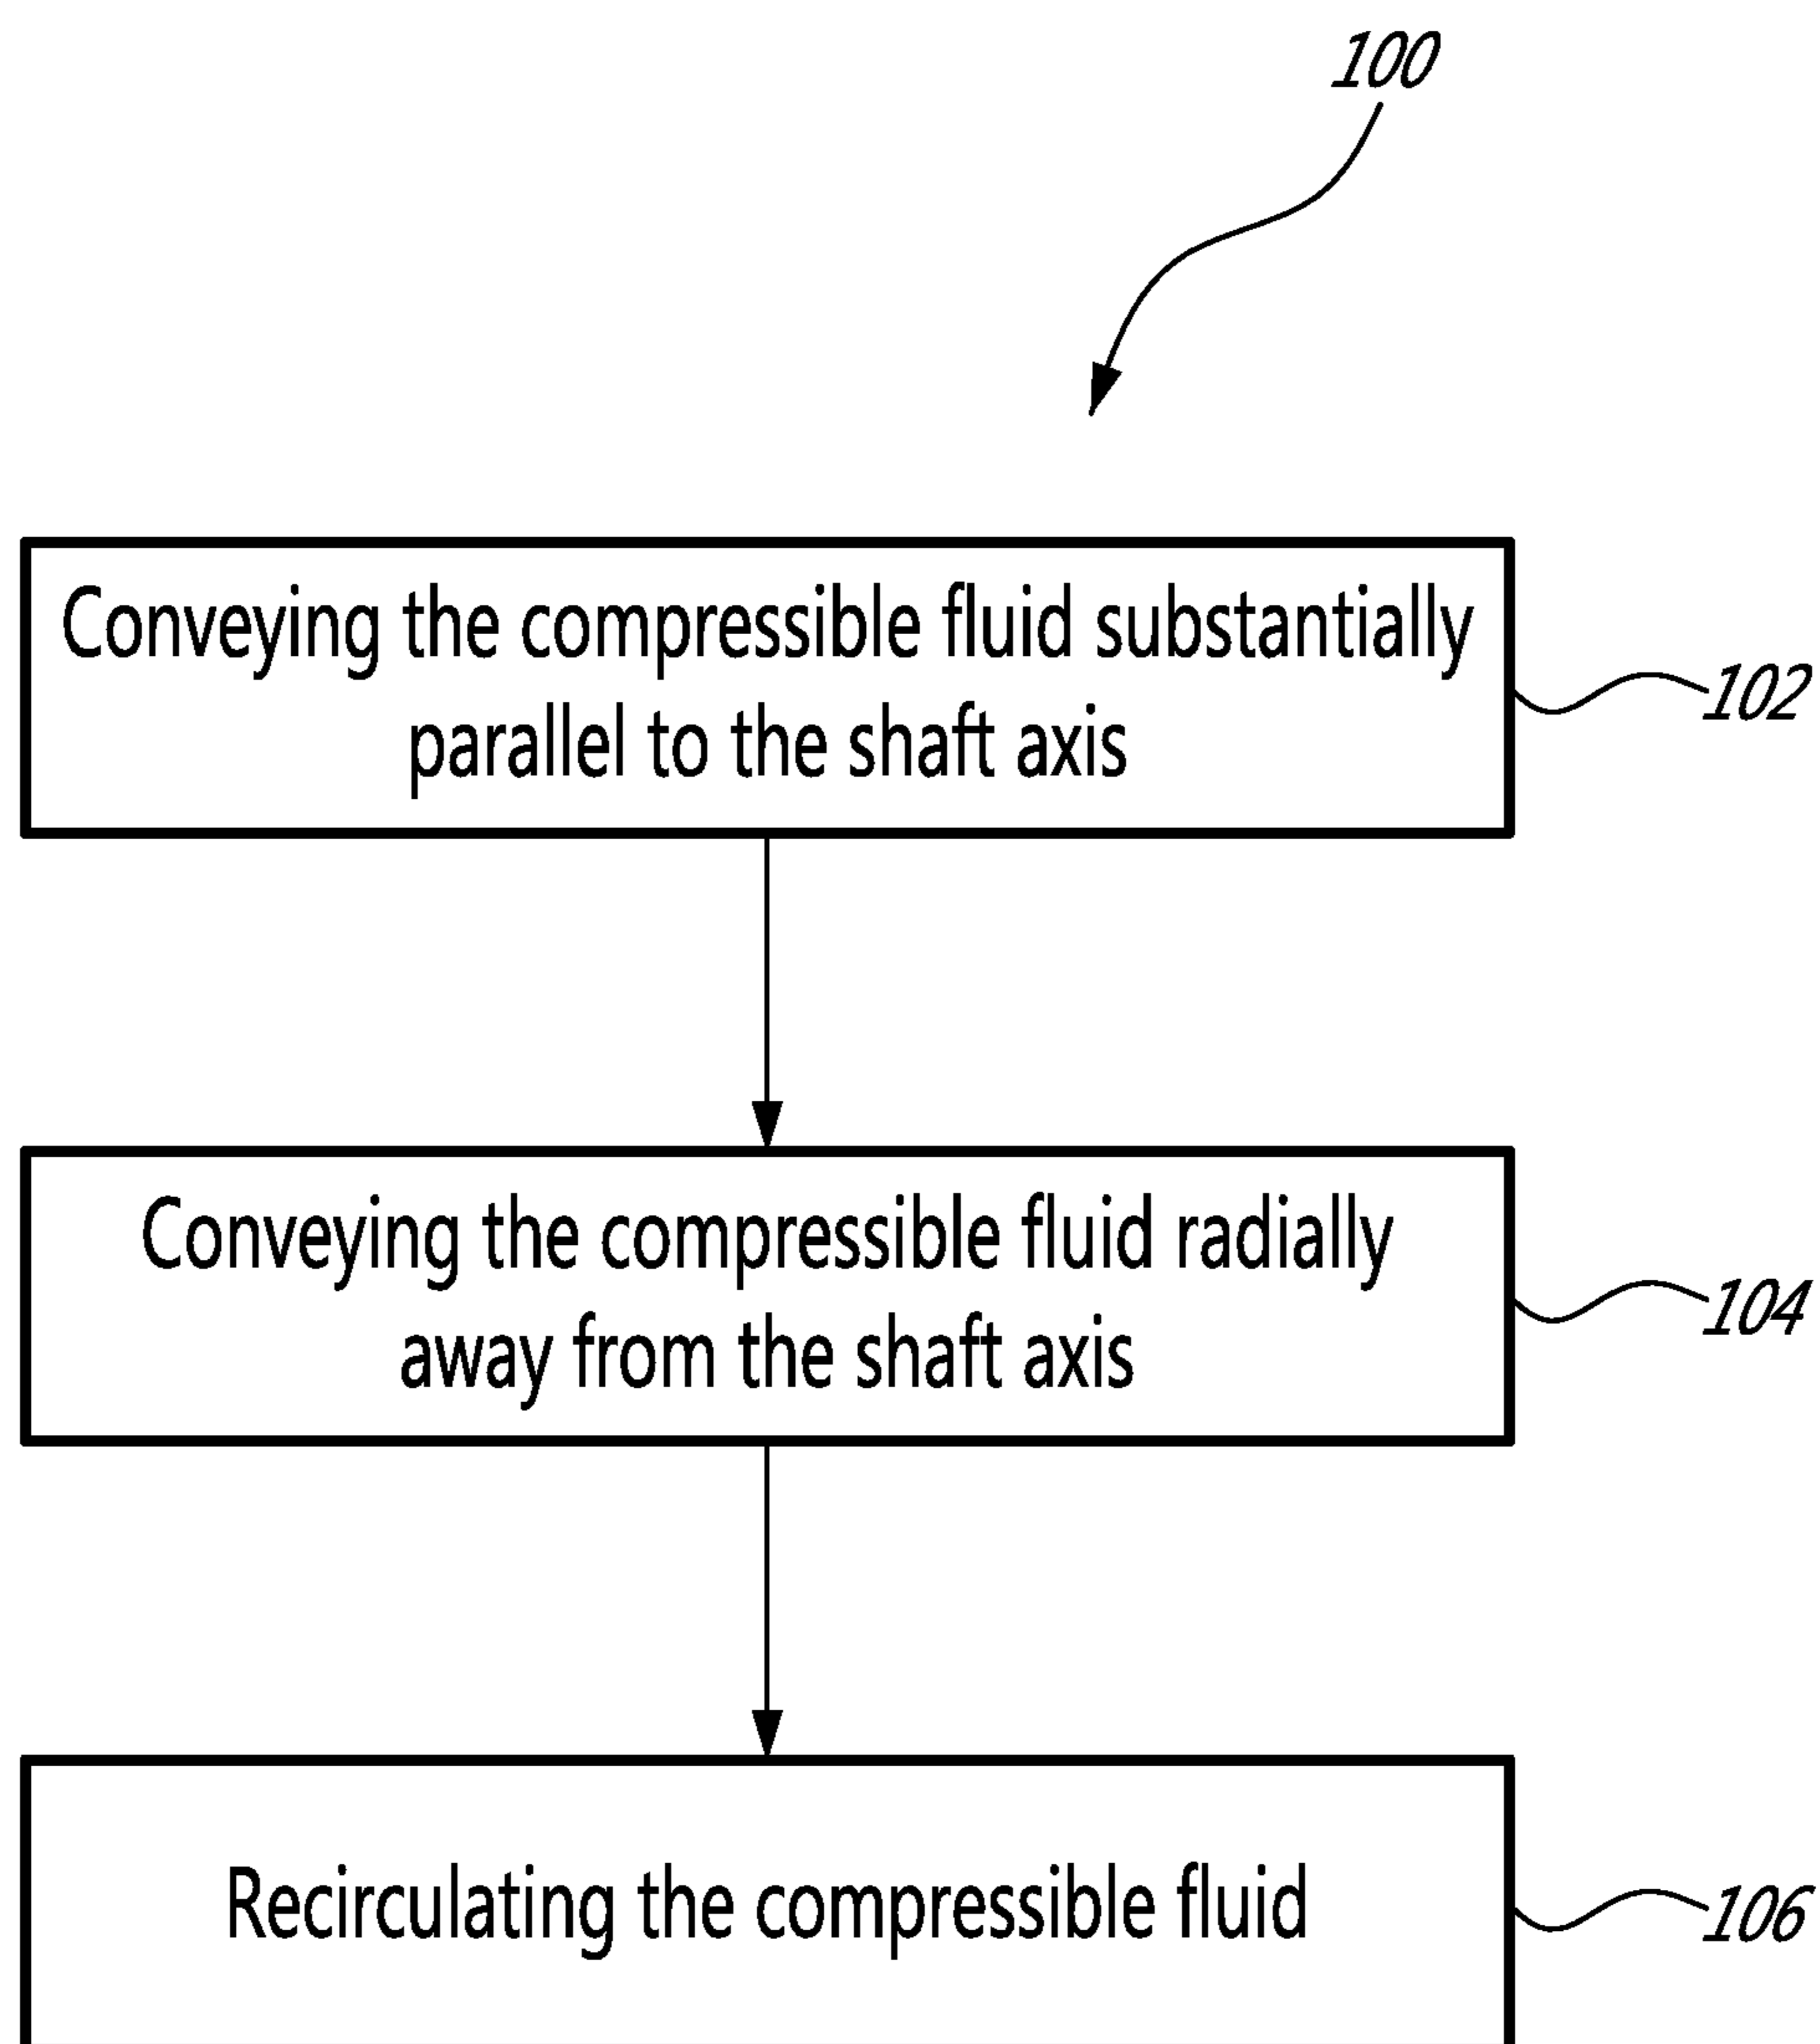 100
Conveying the compressible fluid substantially
parallel to the shaft axis
102
Conveying the compressible fluid radially
away from the shaft axis
104
Recirculating the compressible fluid
106